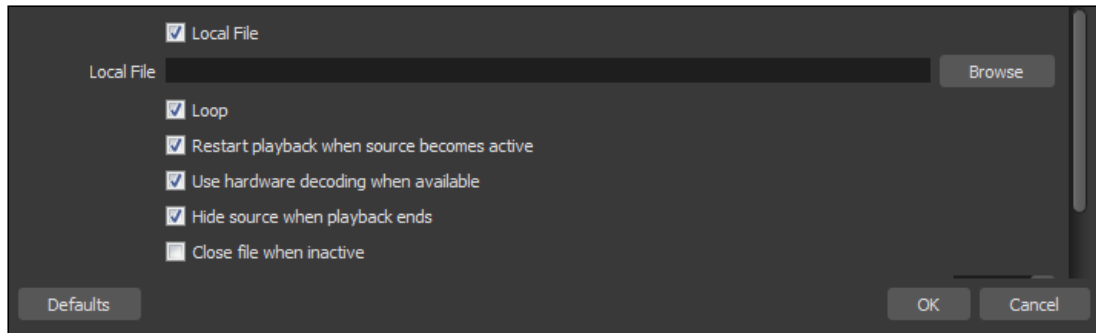 Local File
Local File Browse
Loop
Restart playback when source becomes active
Use hardware decoding when available
Hide source when playback ends
Close file when inactive
Defaults OK Cancel